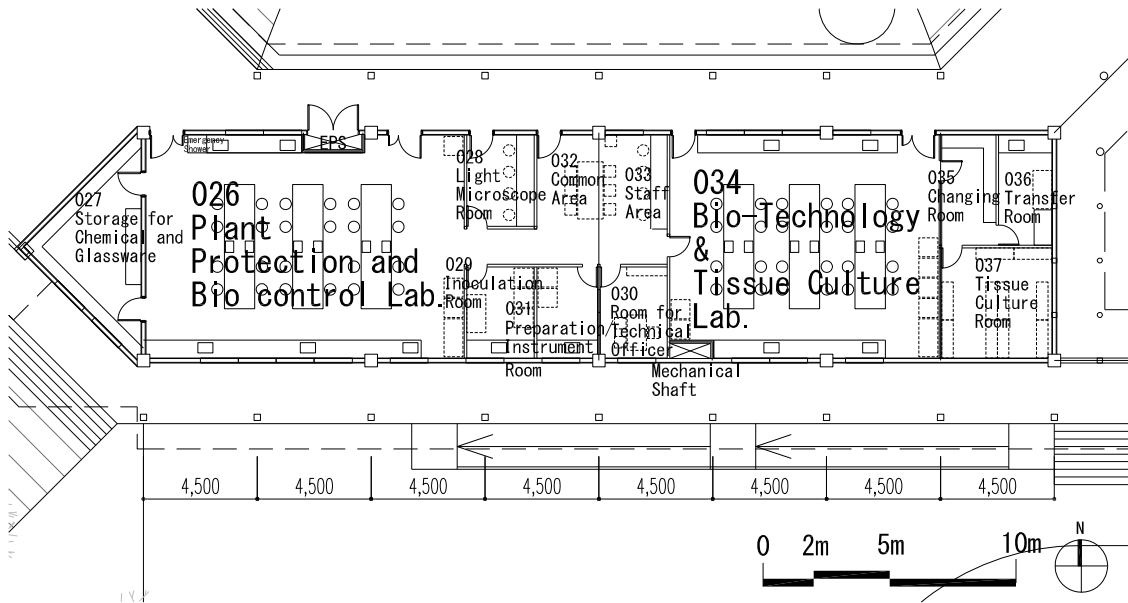 Emergency
Shower
EPS
027
Storage for
Chemical and
Glassware
026
Plant
Protection and
Bio control Lab.
028
Light
Microscope
Room
029
Inoculation
Room
031
Preparation/
Instrument
Room
032
Common
Area
033
Staff
Area
030
Room for
Technical
Officer
Mechanical
Shaft
034
Bio-Technology
&
Tissue Culture
Lab.
035
Changing
Room
036
Transfer
Room
037
Tissue
Culture
Room
4,500 4,500 4,500 4,500 4,500 4,500 4,500 4,500
0 2m 5m 10m
N